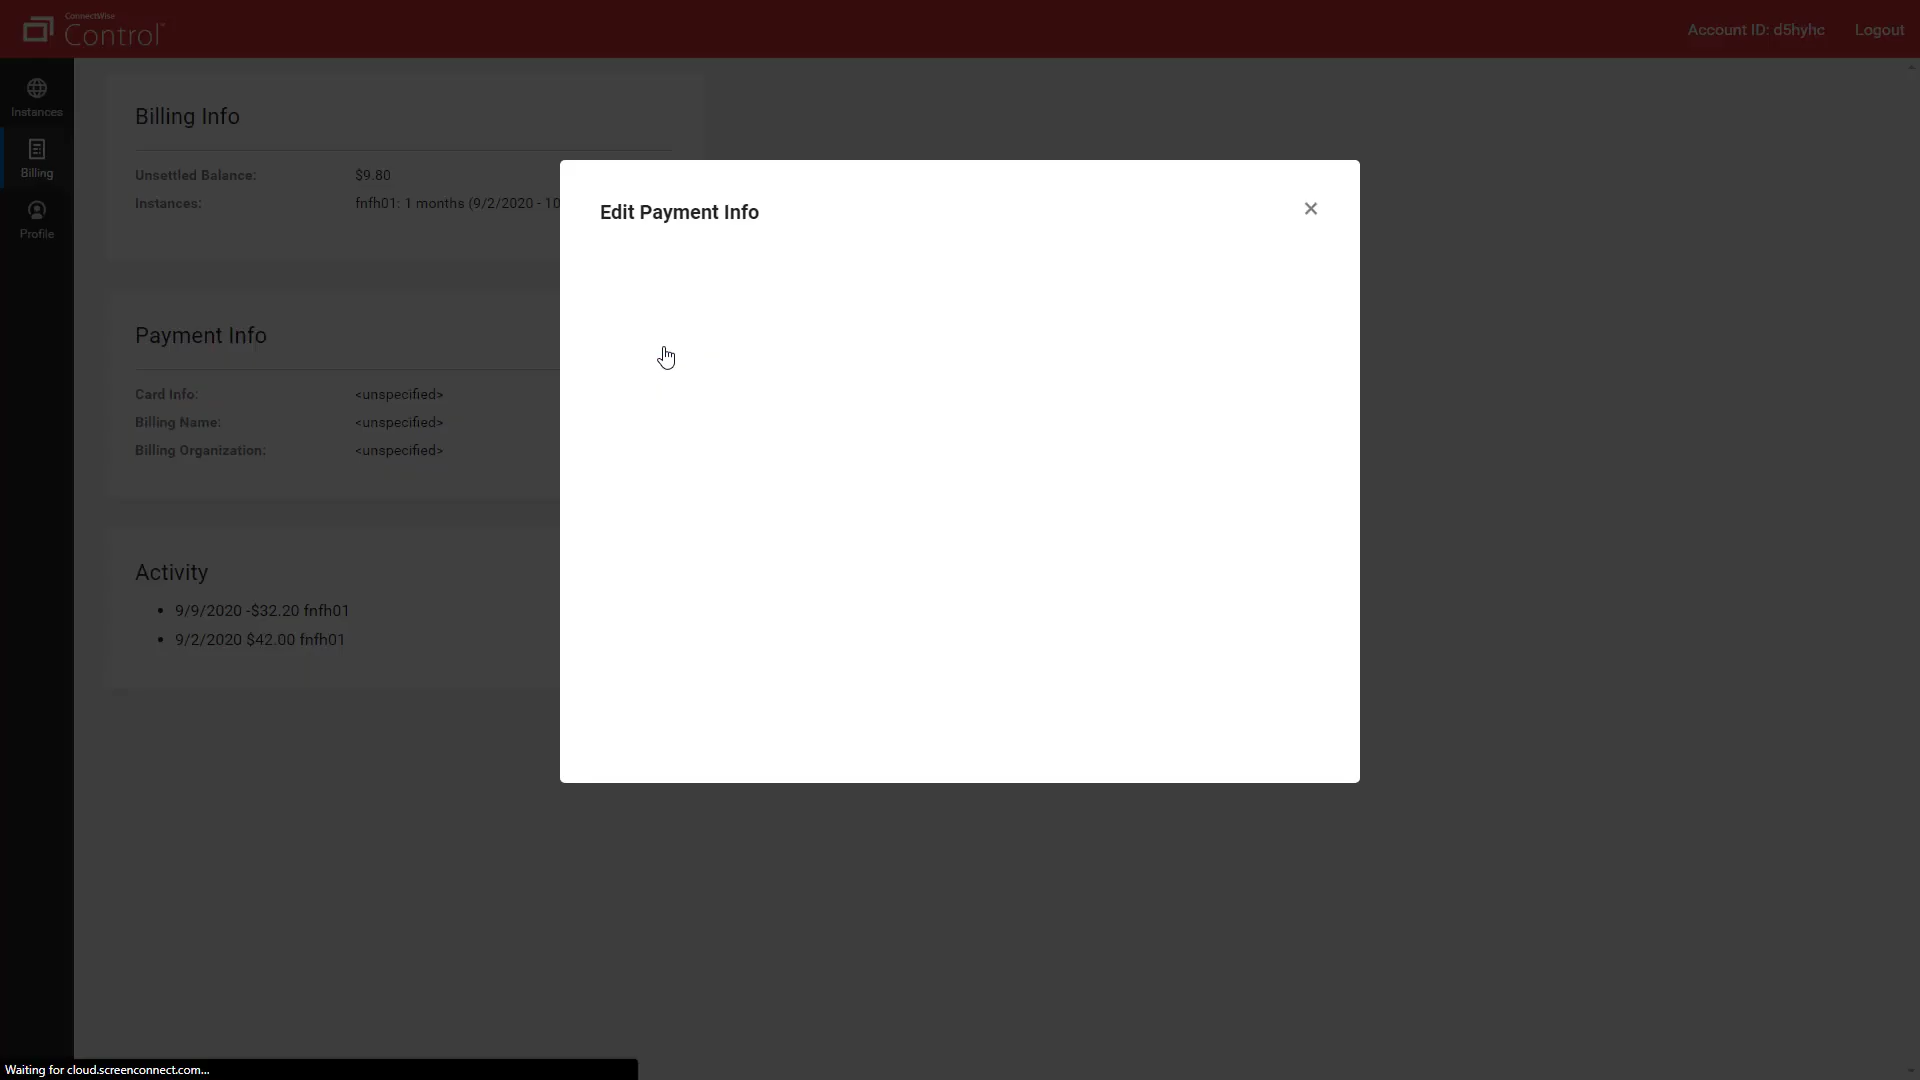 ConnectWise
Control
Account ID: d5hyhc
Logout
Instances
Billing
Profile
Billing Info
Unsettled Balance: $9.80
Instances: fnfh01: 1 months (9/2/2020 - 10
Edit Payment Info
×
Payment Info
Card Info: <unspecified>
Billing Name: <unspecified>
Billing Organization: <unspecified>
Activity
• 9/9/2020 -$32.20 fnfh01
• 9/2/2020 $42.00 fnfh01
Waiting for cloud.screenconnect.com...